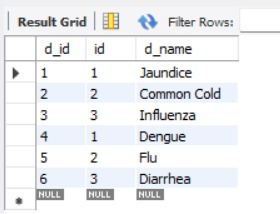 Result Grid Filter Rows:
d_id id d_name
1 1 Jaundice
2 2 Common Cold
3 3 Influenza
4 1 Dengue
5 2 Flu
6 3 Diarrhea
NULL NULL NULL